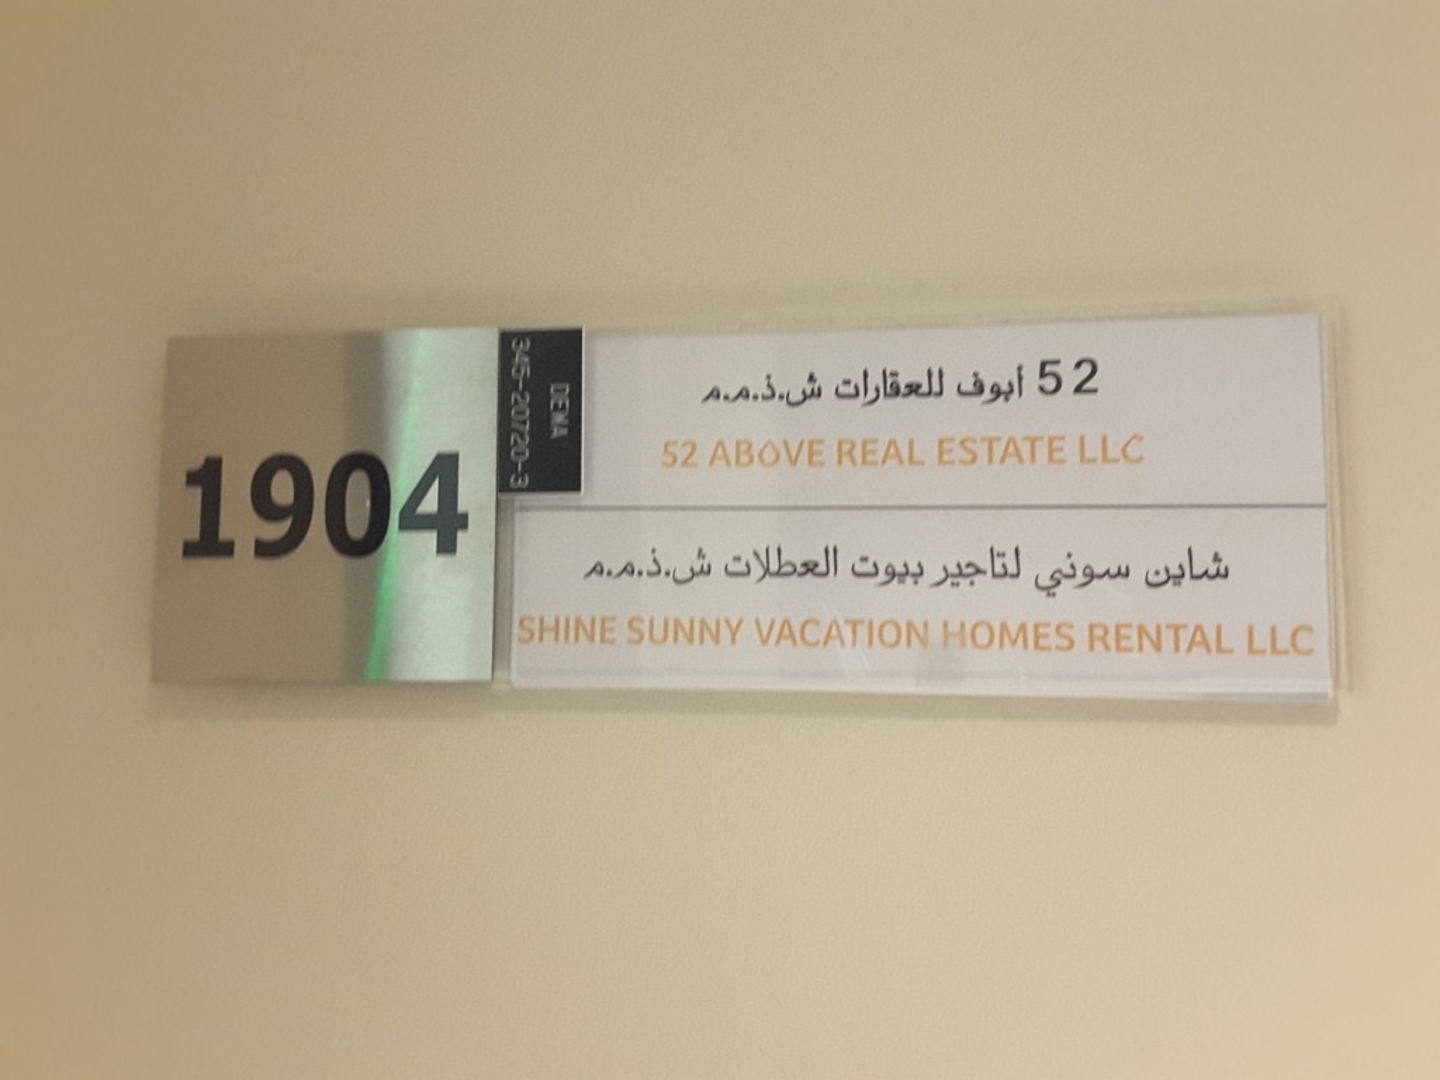 1904
DEWA
345-20720-3
52 أبوف للعقارات ش.ذ.م.م
52 ABOVE REAL ESTATE LLC
شاين سوني لتاجير بيوت العطلات ش.ذ.م.م
SHINE SUNNY VACATION HOMES RENTAL LLC